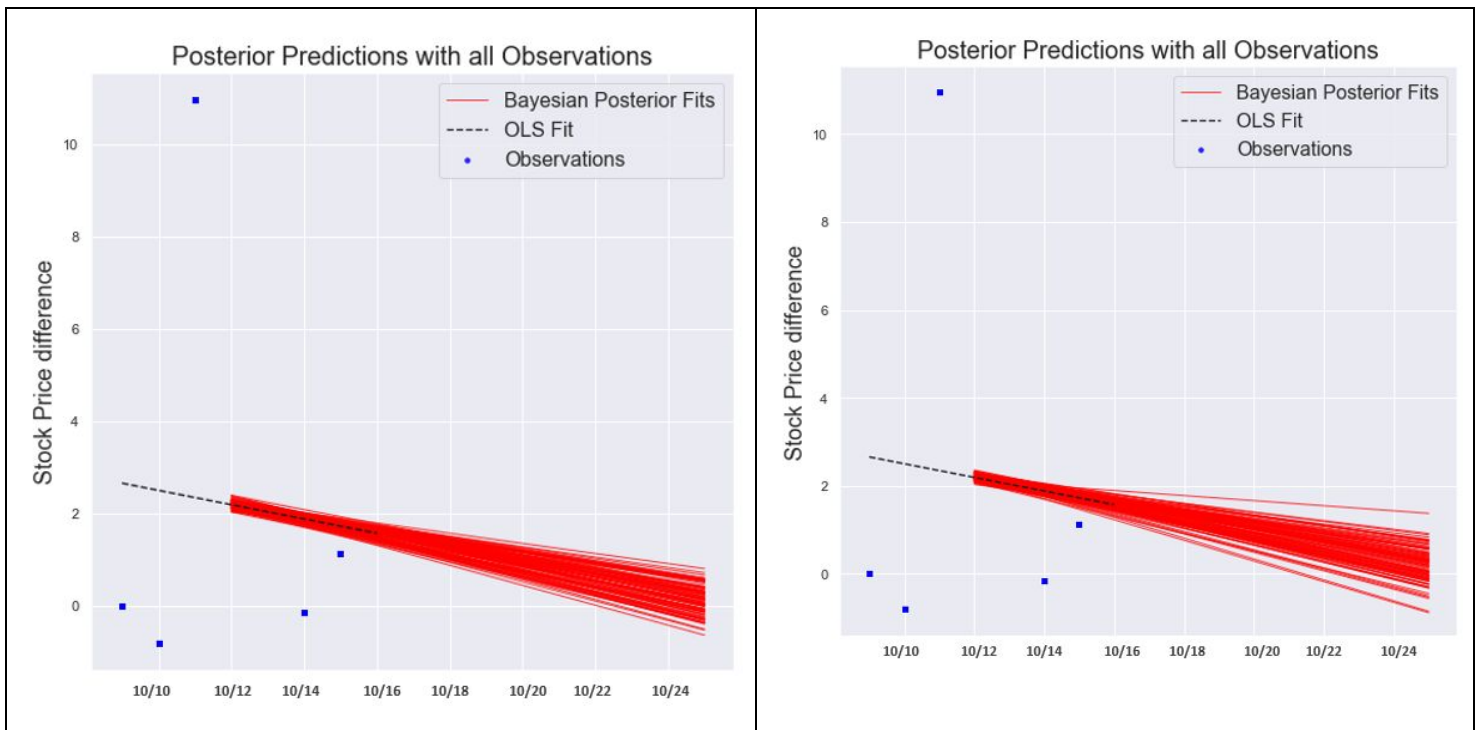 Posterior Predictions with all Observations
Bayesian Posterior Fits
OLS Fit
Observations
Stock Price difference
10
8
6
4
2
0
10/10 10/12 10/14 10/16 10/18 10/20 10/22 10/24
Posterior Predictions with all Observations
Bayesian Posterior Fits
OLS Fit
Observations
Stock Price difference
10
8
6
4
2
0
10/10 10/12 10/14 10/16 10/18 10/20 10/22 10/24